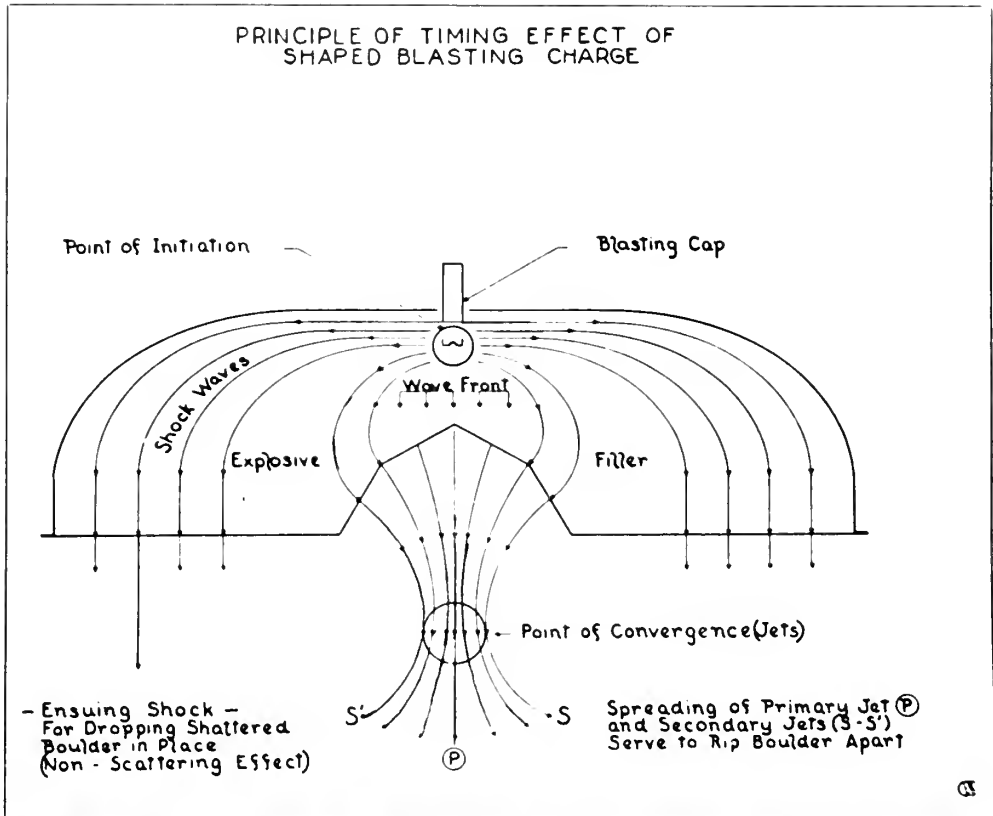 PRINCIPLE OF TIMING EFFECT OF
SHAPED BLASTING CHARGE
Point of Initiation
Blasting Cap
Shock Waves
Wave Front
Explosive
Filler
Point of Convergence (Jets)
S'
S
P
- Ensuing Shock -
For Dropping Shattered
Boulder in Place
(Non - Scattering Effect)
Spreading of Primary Jet P
and Secondary Jets (S - S')
Serve to Rip Boulder Apart